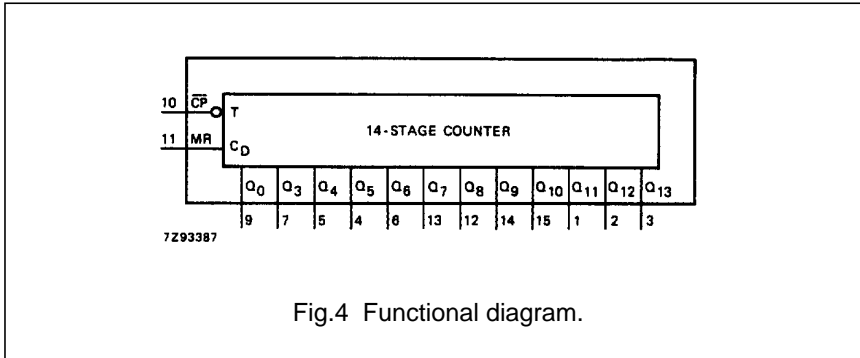 10 CP T
14-STAGE COUNTER
11 MR CD
Q0 Q3 Q4 Q5 Q6 Q7 Q8 Q9 Q10 Q11 Q12 Q13
9 7 5 4 6 13 12 14 15 1 2 3
7Z93387
Fig.4 Functional diagram.